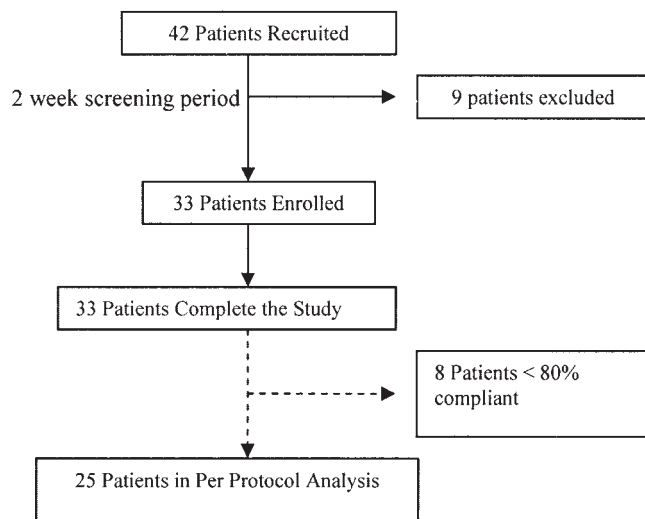 42 Patients Recruited
2 week screening period
9 patients excluded
33 Patients Enrolled
33 Patients Complete the Study
8 Patients < 80%
compliant
25 Patients in Per Protocol Analysis